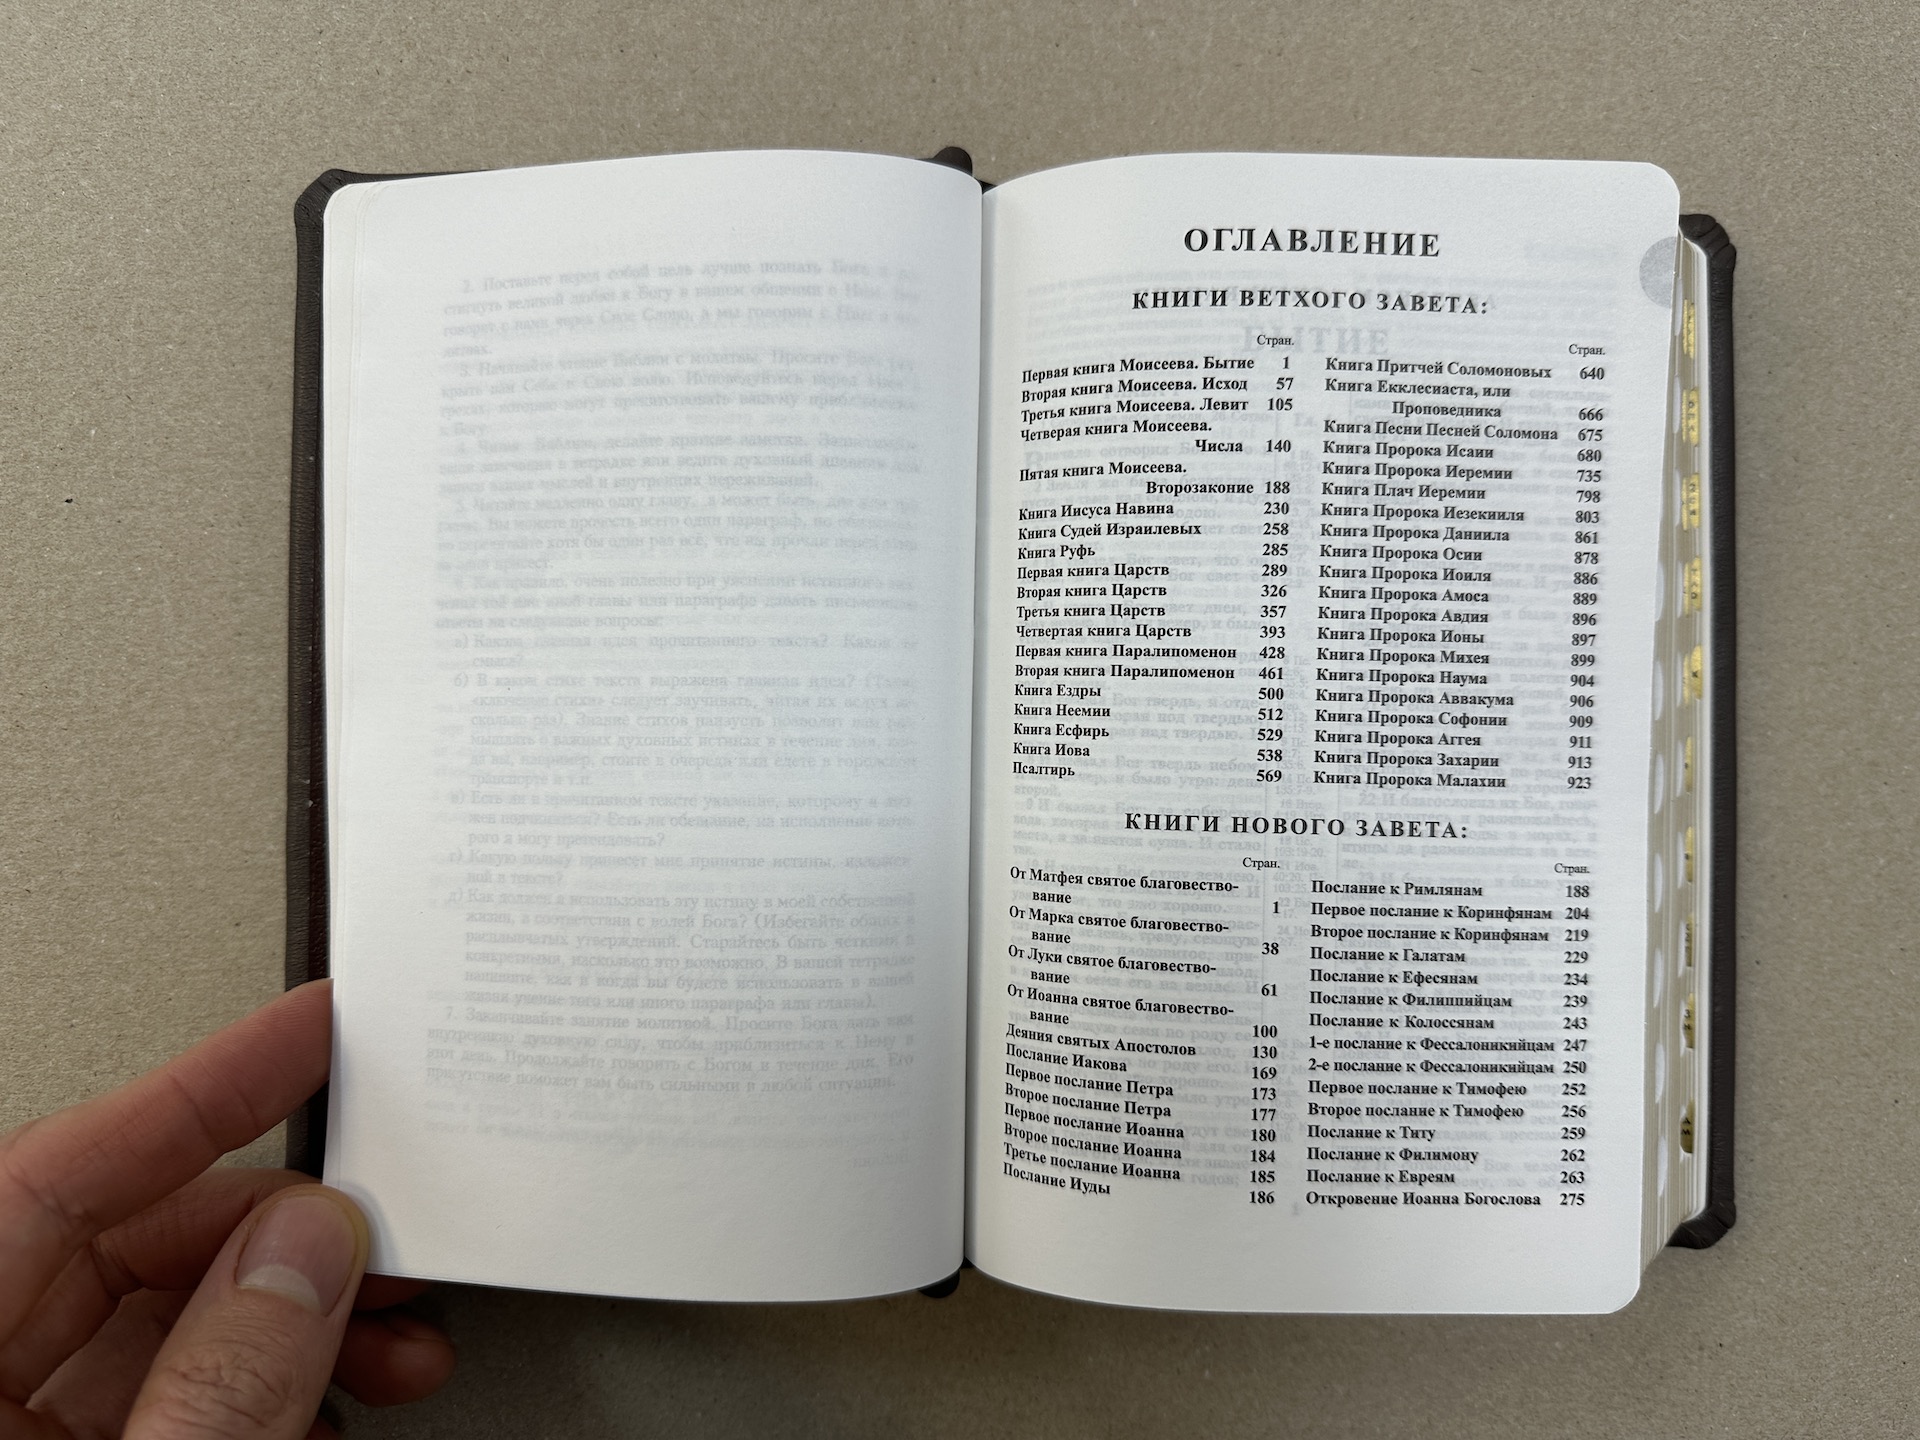 ОГЛАВЛЕНИЕ
КНИГИ ВЕТХОГО ЗАВЕТА:
Стран.
Первая книга Моисеева. Бытие 1
Вторая книга Моисеева. Исход 57
Третья книга Моисеева. Левит 105
Четверая книга Моисеева.
Числа 140
Пятая книга Моисеева.
Второзаконие 188
Книга Иисуса Навина 230
Книга Судей Израилевых 258
Книга Руфь 285
Первая книга Царств 289
Вторая книга Царств 326
Третья книга Царств 357
Четвертая книга Царств 393
Первая книга Паралипоменон 428
Вторая книга Паралипоменон 461
Книга Ездры 500
Книга Неемии 512
Книга Есфирь 529
Книга Иова 538
Псалтирь 569
Стран.
Книга Притчей Соломоновых 640
Книга Екклесиаста, или
Проповедника 666
Книга Песни Песней Соломона 675
Книга Пророка Исаии 680
Книга Пророка Иеремии 735
Книга Плач Иеремии 798
Книга Пророка Иезекииля 803
Книга Пророка Даниила 861
Книга Пророка Осии 878
Книга Пророка Иоиля 886
Книга Пророка Амоса 889
Книга Пророка Авдия 896
Книга Пророка Ионы 897
Книга Пророка Михея 899
Книга Пророка Наума 904
Книга Пророка Аввакума 906
Книга Пророка Софонии 909
Книга Пророка Аггея 911
Книга Пророка Захарии 913
Книга Пророка Малахии 923
КНИГИ НОВОГО ЗАВЕТА:
Стран.
От Матфея святое благовество-
вание 1
От Марка святое благовество-
вание 38
От Луки святое благовество-
вание 61
От Иоанна святое благовество-
вание 100
Деяния святых Апостолов 130
Послание Иакова 169
Первое послание Петра 173
Второе послание Петра 177
Первое послание Иоанна 180
Второе послание Иоанна 184
Третье послание Иоанна 185
Послание Иуды 186
Стран.
Послание к Римлянам 188
Первое послание к Коринфянам 204
Второе послание к Коринфянам 219
Послание к Галатам 229
Послание к Ефесянам 234
Послание к Филиппийцам 239
Послание к Колоссянам 243
1-е послание к Фессалоникийцам 247
2-е послание к Фессалоникийцам 250
Первое послание к Тимофею 252
Второе послание к Тимофею 256
Послание к Титу 259
Послание к Филимону 262
Послание к Евреям 263
Откровение Иоанна Богослова 275